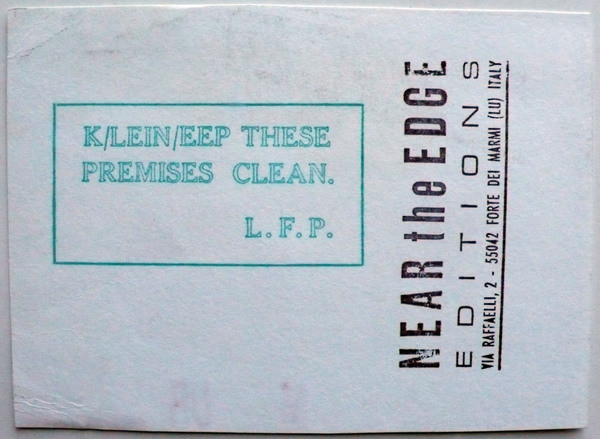 K/LEIN/EEP THESE
PREMISES CLEAN.
L.F.P.
NEAR the EDGE
EDITIONS
VIA RAFFAELLI, 2 - 55042 FORTE DEI MARMI (LU) ITALY